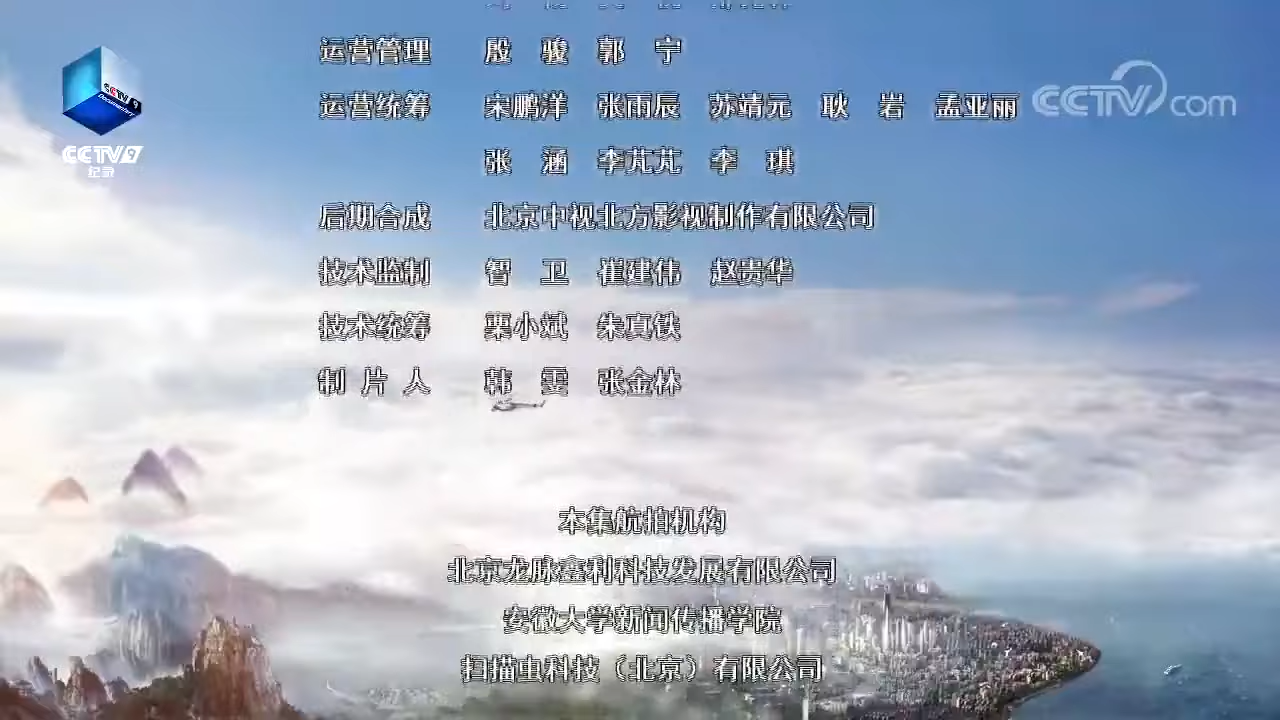 运营管理 殷 骏 郭 宁
运营统筹 宋鹏洋 张雨辰 苏靖元 耿 岩 孟亚丽
张 涵 李芃芃 李 琪
后期合成 北京中视北方影视制作有限公司
技术监制 智 卫 崔建伟 赵贵华
技术统筹 栗小斌 朱真铁
制片人 韩 雯 张金林
本集航拍机构
北京龙脉鑫利科技发展有限公司
安徽大学新闻传播学院
扫描虫科技（北京）有限公司
CCTV 9
Documentary
CCTV9
纪录
CCTV.com